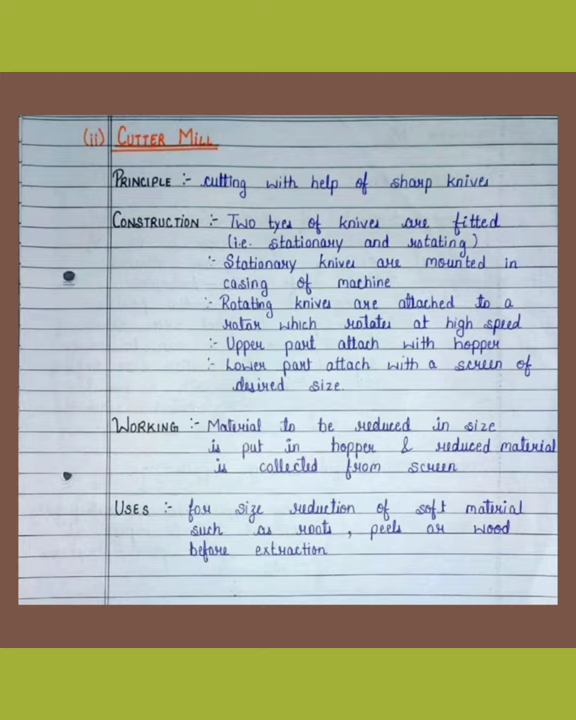 (ii) CUTTER MILL
PRINCIPLE :- cutting with help of sharp knives
CONSTRUCTION :- Two tyes of knives are fitted
(i.e. stationary and rotating)
:- Stationary knives are mounted in
casing of machine
:- Rotating knives are attached to a
rotar which rotates at high speed
:- Upper part attach with hopper
:- Lower part attach with a screen of
desired size.
WORKING :- Material to be reduced in size
is put in hopper & reduced material
is collected from screen
USES :- for size reduction of soft material
such as roots, peels or wood
before extraction